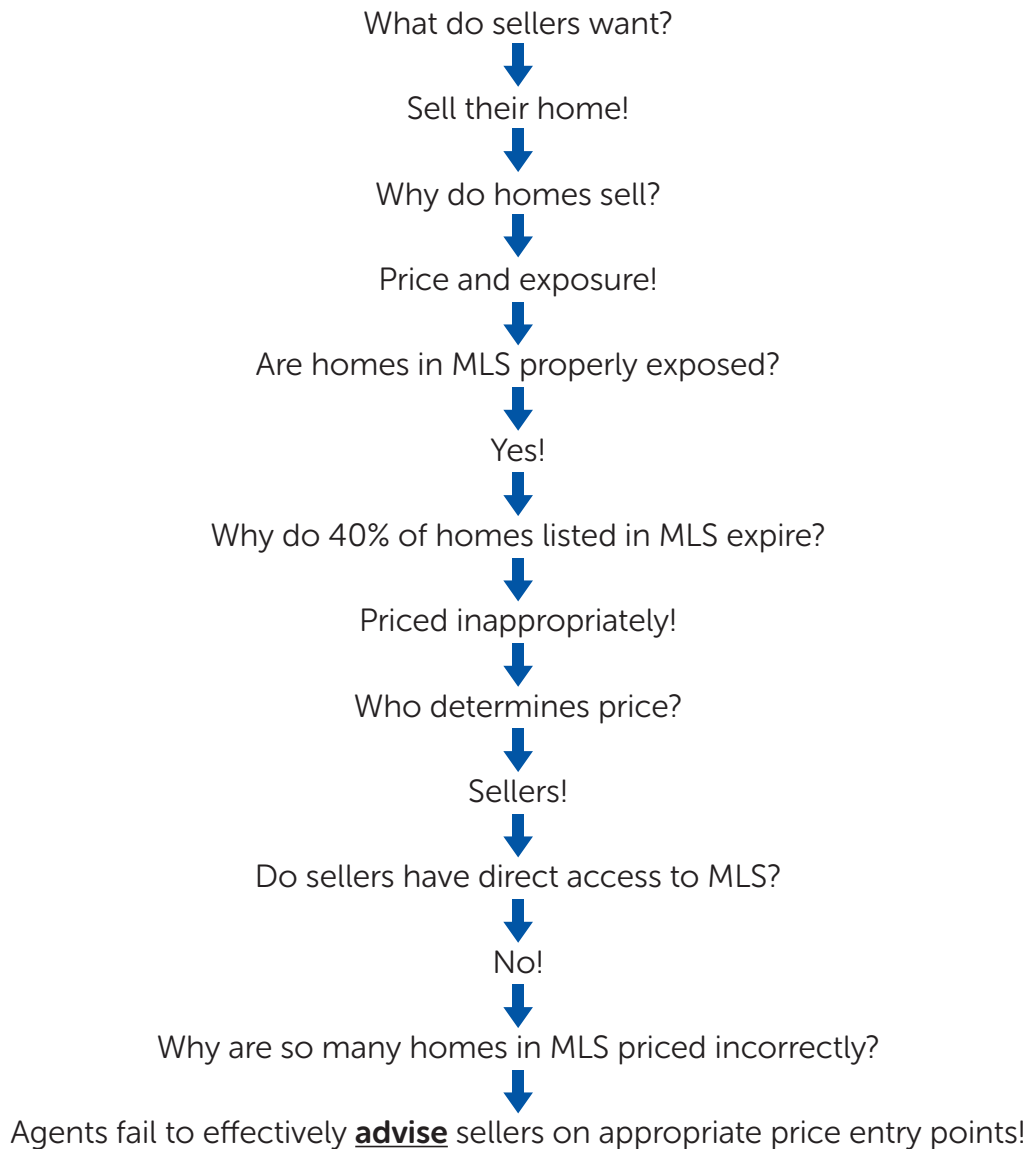 What do sellers want?
Sell their home!
Why do homes sell?
Price and exposure!
Are homes in MLS properly exposed?
Yes!
Why do 40% of homes listed in MLS expire?
Priced inappropriately!
Who determines price?
Sellers!
Do sellers have direct access to MLS?
No!
Why are so many homes in MLS priced incorrectly?
Agents fail to effectively advise sellers on appropriate price entry points!